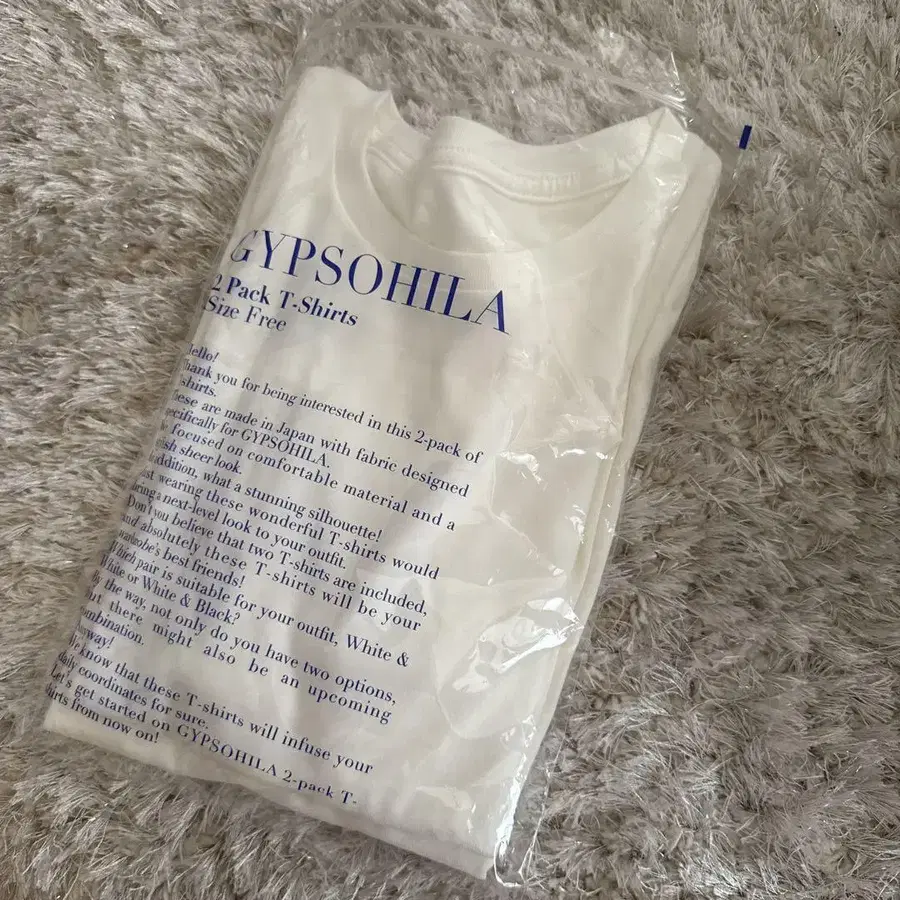 GYPSOHILA
2 Pack T-Shirts
Size Free
Hello!
Thank you for being interested in this 2-pack of
T-shirts.
These are made in Japan with fabric designed
specifically for GYPSOHILA.
We focused on comfortable material and a
sheer look.
addition, what a stunning silhouette!
Just wearing these wonderful T-shirts would
bring a next-level look to your outfit.
Don't you believe that two T-shirts are included,
and absolutely these T-shirts will be your
wardrobe's best friends!
Which pair is suitable for your outfit, White &
White or White & Black?
By the way, not only do you have two options,
but there might also be an upcoming
combination.
Anyway!
We know that these T-shirts will infuse your
daily coordinates for sure.
Let's get started on GYPSOHILA 2-pack T-
shirts from now on!